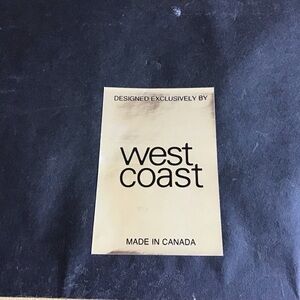 DESIGNED EXCLUSIVELY BY
west
coast
MADE IN CANADA